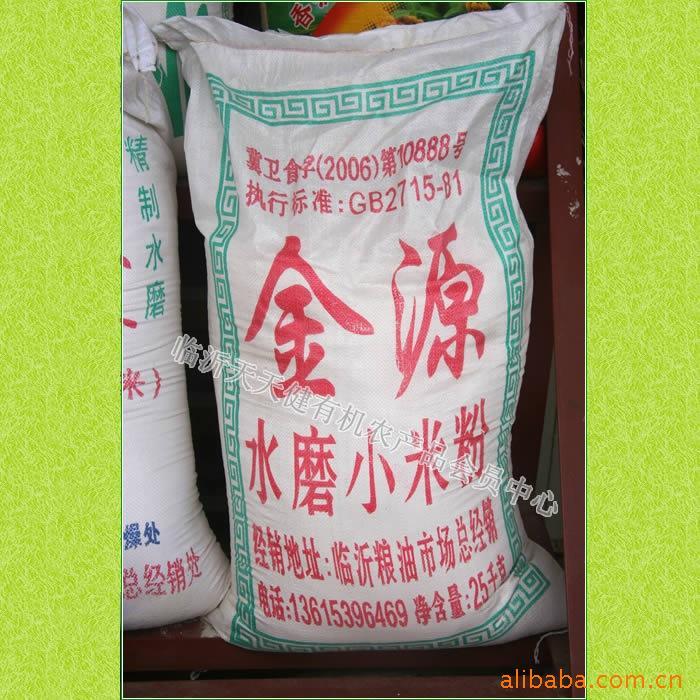 冀卫食字(2006)第10888号
执行标准:GB2715-81
金源
水磨小米粉
经销地址:临沂粮油市场总经销
电话:13615396469 净含量:25千克
精制水磨
米)
燥处
总经销处
临沂天天健有机农产品会员中心
alibaba.com.cn